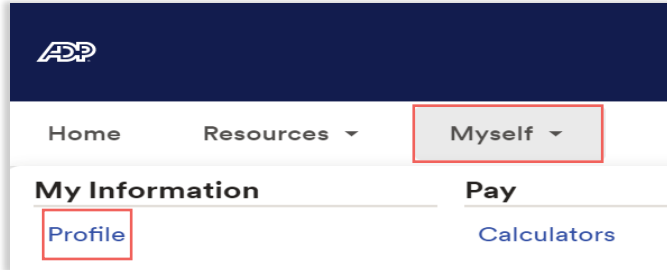 ADP
Home Resources Myself
My Information Pay
Profile Calculators